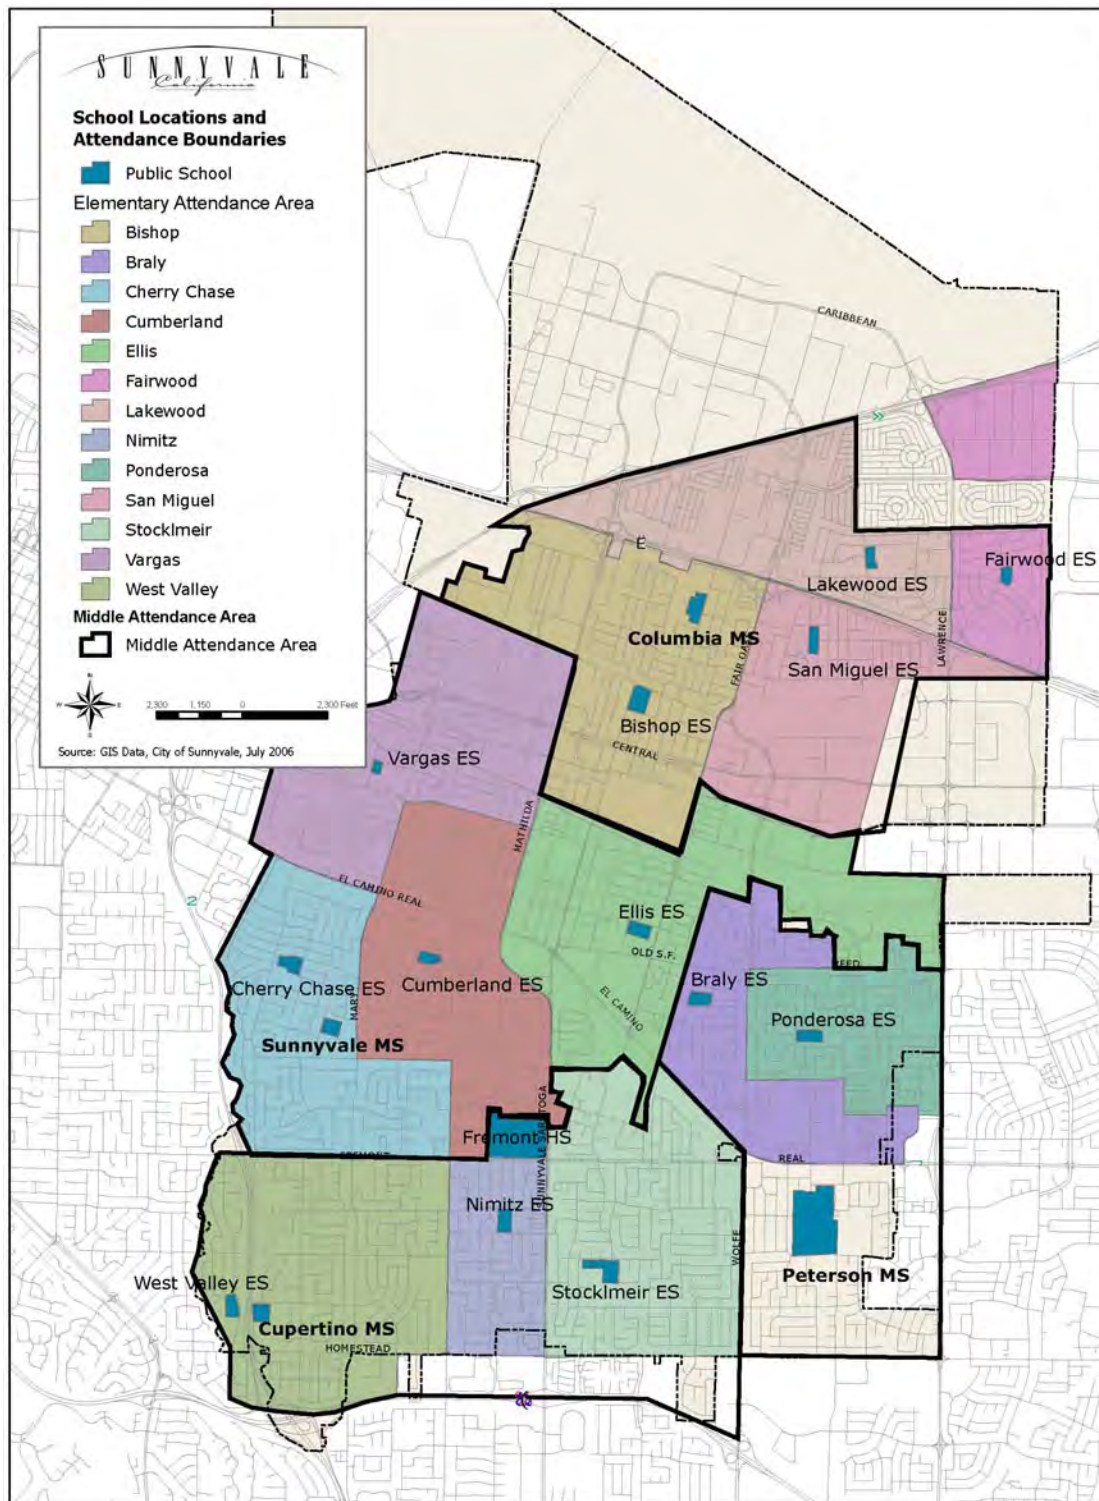 SUNNYVALE
California
School Locations and
Attendance Boundaries
Public School
Elementary Attendance Area
Bishop
Braly
Cherry Chase
Cumberland
Ellis
Fairwood
Lakewood
Nimitz
Ponderosa
San Miguel
Stocklmeir
Vargas
West Valley
Middle Attendance Area
Middle Attendance Area
N
W E
S
2,300 1,150 0 2,300 Feet
Source: GIS Data, City of Sunnyvale, July 2006
CARIBBEAN
E
Fairwood ES
Lakewood ES
Columbia MS
LAWRENCE
FAIR OAKS
San Miguel ES
Bishop ES
CENTRAL
Vargas ES
MATHILDA
EL CAMINO REAL
2
Ellis ES
OLD S.F.
REED
Braly ES
Cherry Chase ES
Cumberland ES
MARY
EL CAMINO
Ponderosa ES
Sunnyvale MS
SUNNYVALE SARATOGA
Fremont HS
FREMONT
REAL
Nimitz ES
WOLFE
West Valley ES
Stocklmeir ES
Peterson MS
Cupertino MS
HOMESTEAD